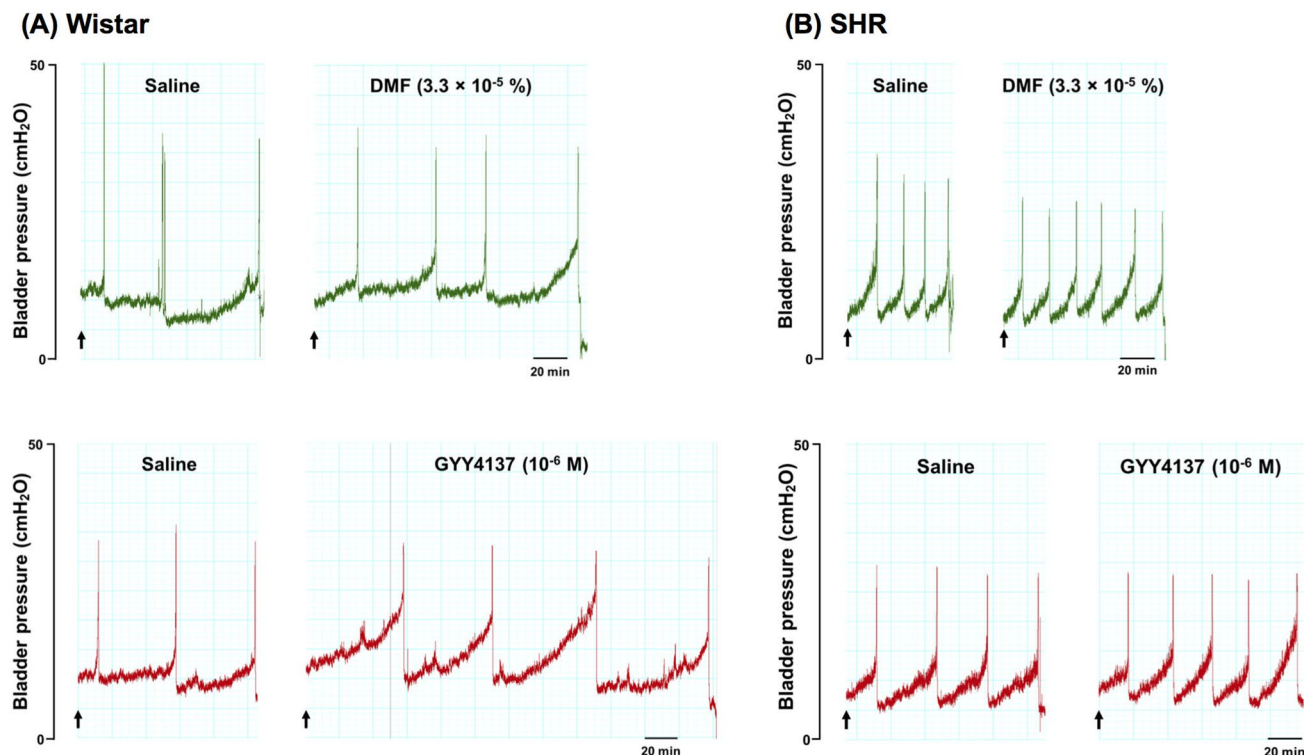 (A) Wistar
(B) SHR
50
Saline
DMF (3.3 × 10-5 %)
Bladder pressure (cmH2O)
0
20 min
50
Saline
DMF (3.3 × 10-5 %)
Bladder pressure (cmH2O)
0
20 min
50
Saline
GYY4137 (10-6 M)
Bladder pressure (cmH2O)
0
20 min
50
Saline
GYY4137 (10-6 M)
Bladder pressure (cmH2O)
0
20 min